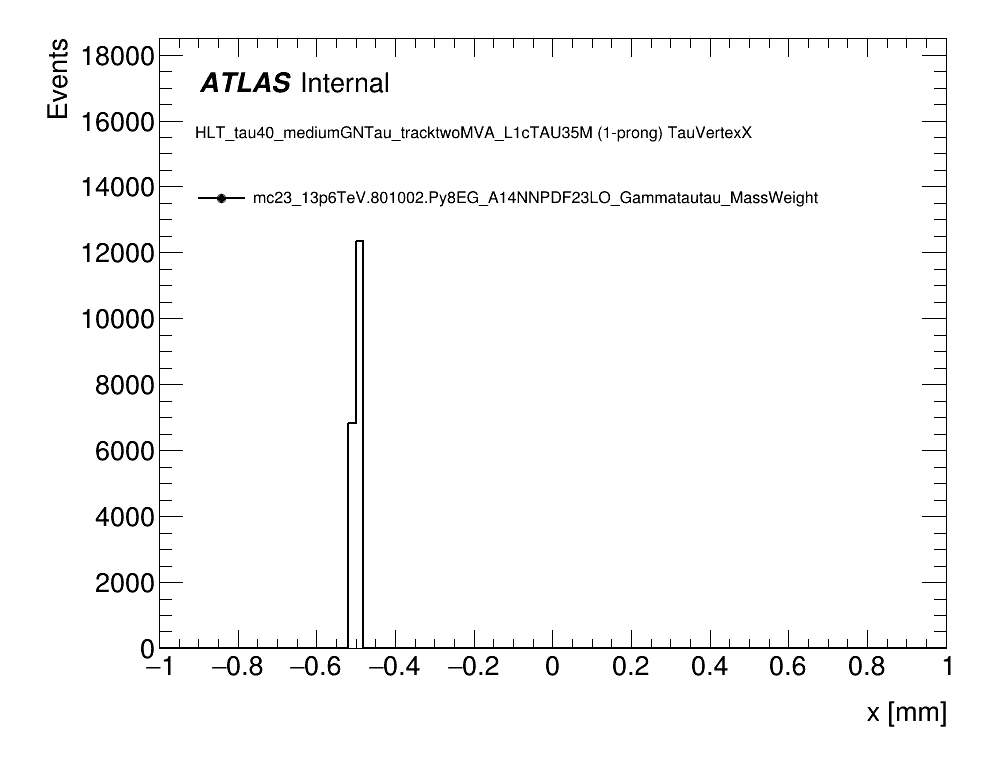 Events
18000
16000
14000
12000
10000
8000
6000
4000
2000
0
ATLAS Internal
HLT_tau40_mediumGNTau_tracktwoMVA_L1cTAU35M (1-prong) TauVertexX
mc23_13p6TeV.801002.Py8EG_A14NNPDF23LO_Gammatautau_MassWeight
−1 −0.8 −0.6 −0.4 −0.2 0 0.2 0.4 0.6 0.8 1
x [mm]